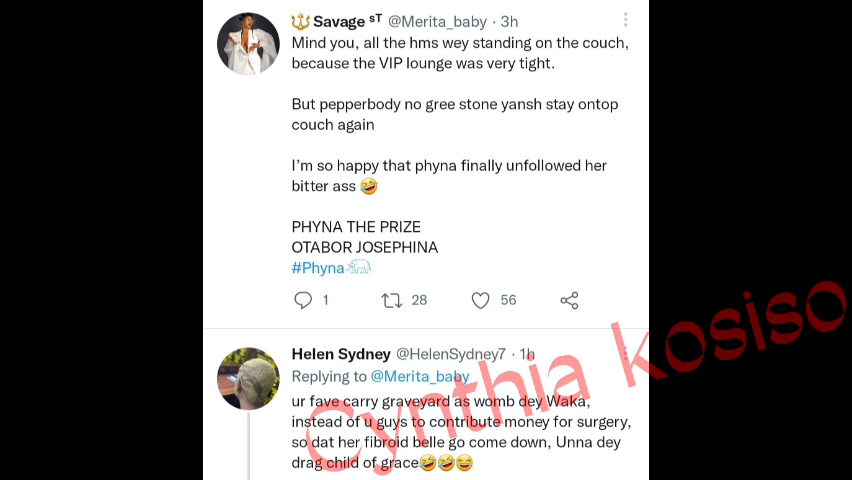 🔱 Savage ˢᵀ @Merita_baby · 3h
Mind you, all the hms wey standing on the couch,
because the VIP lounge was very tight.
But pepperbody no gree stone yansh stay ontop
couch again
I'm so happy that phyna finally unfollowed her
bitter ass 🤣
PHYNA THE PRIZE
OTABOR JOSEPHINA
#Phyna
1 28 56
Helen Sydney @HelenSydney7 · 1h
Replying to @Merita_baby
ur fave carry graveyard as womb dey Waka,
instead of u guys to contribute money for surgery,
so dat her fibroid belle go come down, Unna dey
drag child of grace🤣🤣😂
Cynthia kosiso